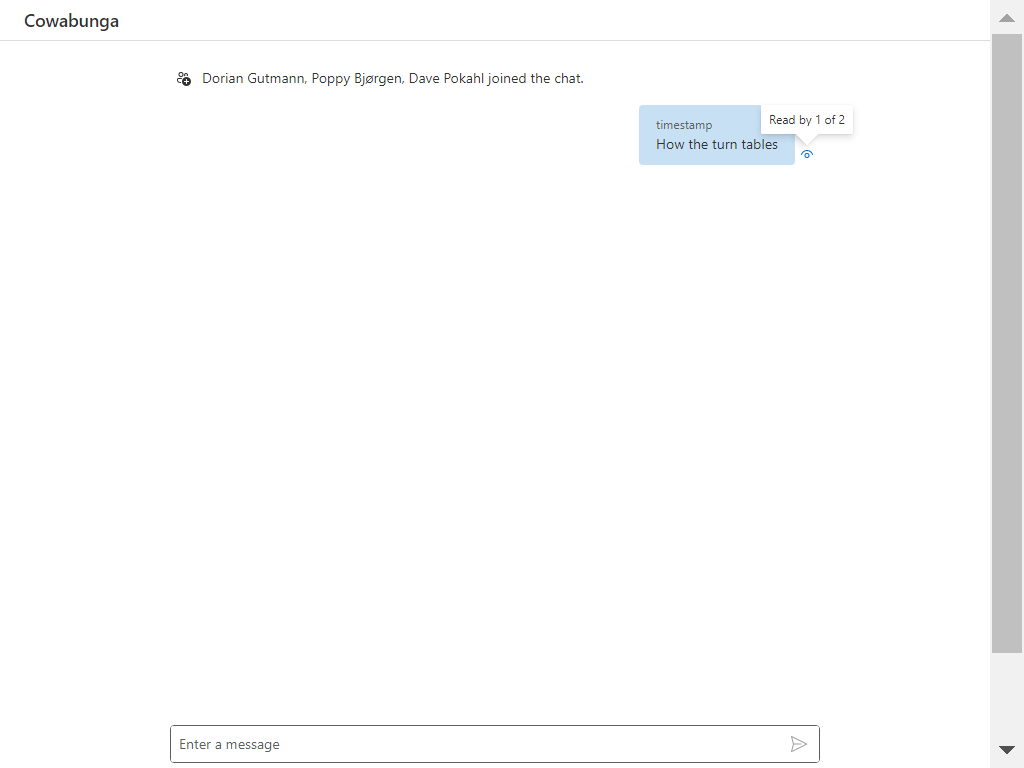 Cowabunga
Dorian Gutmann, Poppy Bjørgen, Dave Pokahl joined the chat.
timestamp
Read by 1 of 2
How the turn tables
Enter a message